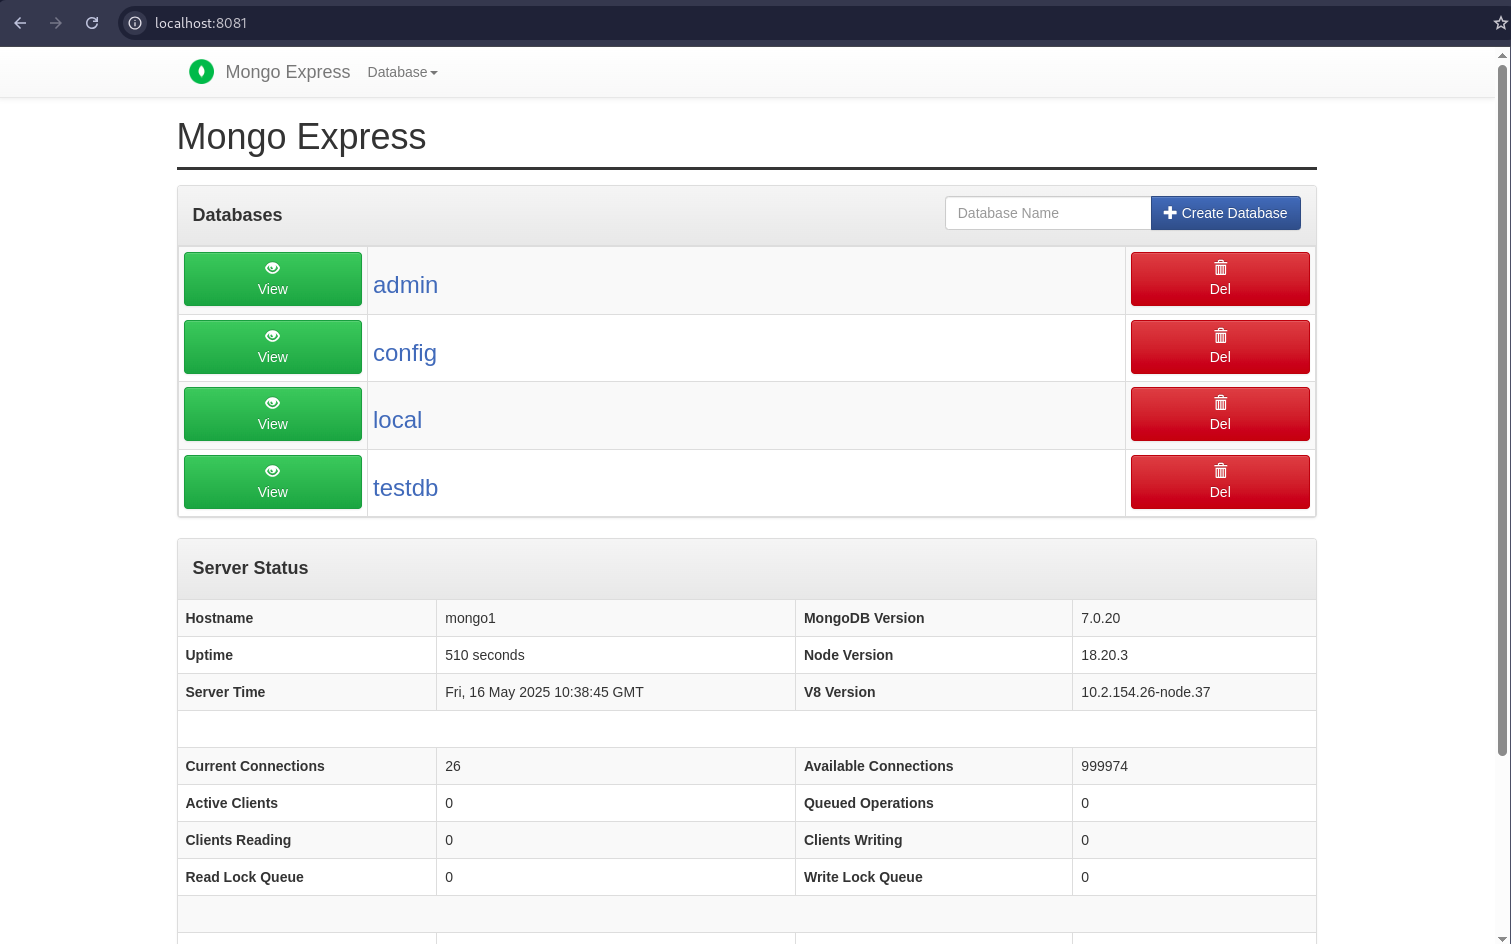 localhost:8081
Mongo Express Database
Mongo Express
Databases Database Name Create Database
View admin Del
View config Del
View local Del
View testdb Del
Server Status
Hostname mongo1 MongoDB Version 7.0.20
Uptime 510 seconds Node Version 18.20.3
Server Time Fri, 16 May 2025 10:38:45 GMT V8 Version 10.2.154.26-node.37
Current Connections 26 Available Connections 999974
Active Clients 0 Queued Operations 0
Clients Reading 0 Clients Writing 0
Read Lock Queue 0 Write Lock Queue 0